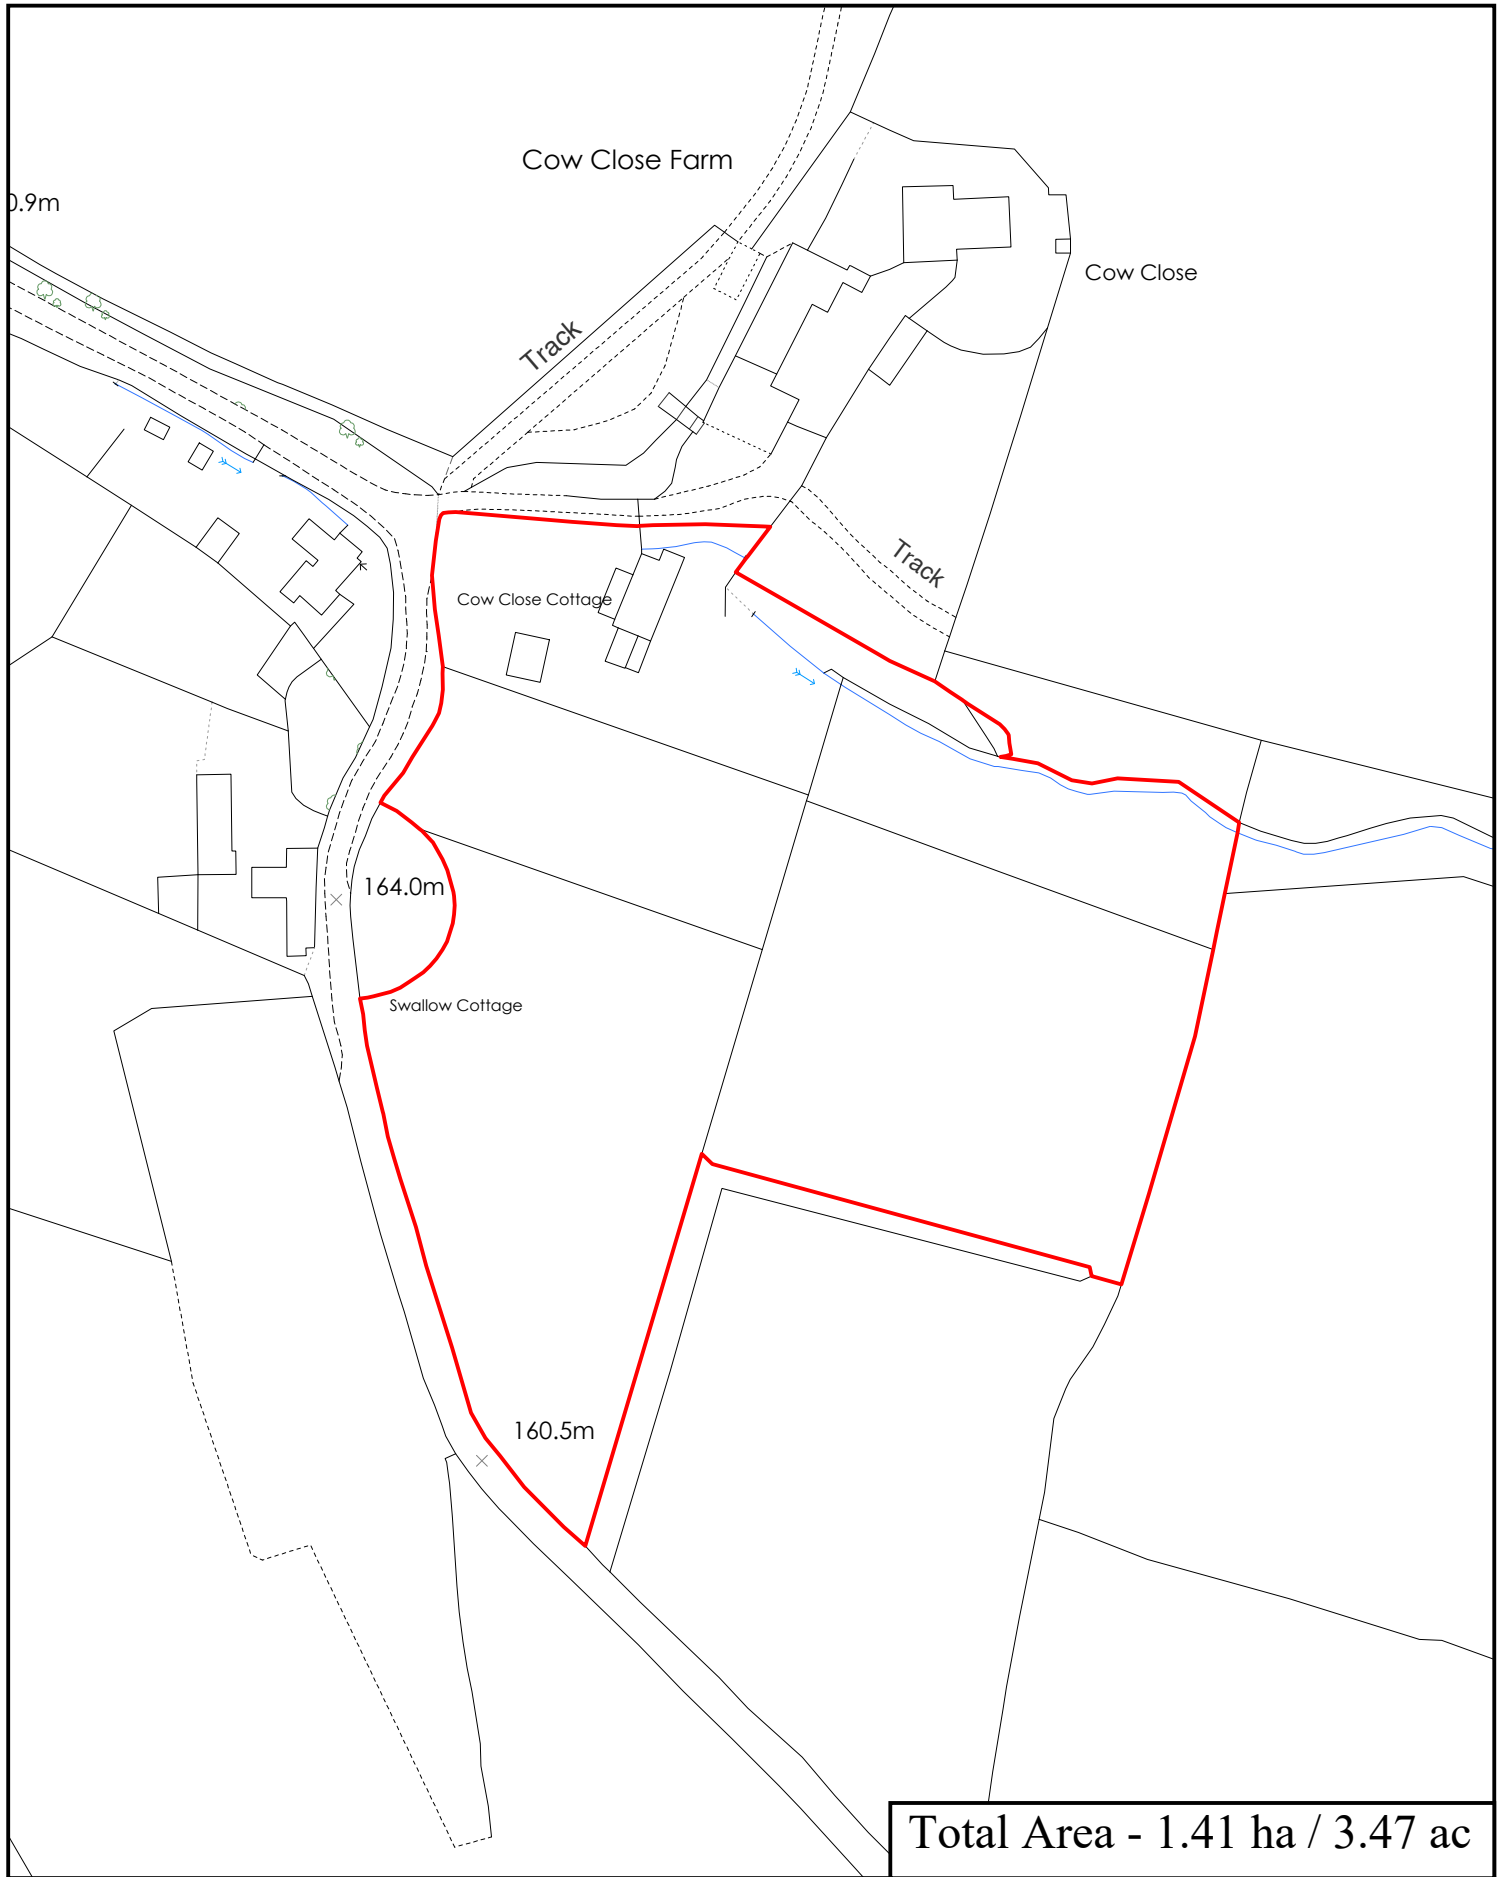 Cow Close Farm
.9m
Cow Close
Track
Track
Cow Close Cottage
164.0m
Swallow Cottage
160.5m
Total Area - 1.41 ha / 3.47 ac